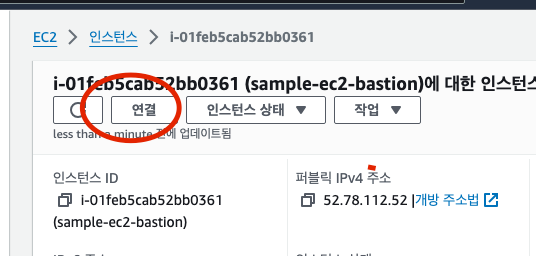 EC2 > 인스턴스 > i-01feb5cab52bb0361
i-01feb5cab52bb0361 (sample-ec2-bastion)에 대한 인스턴스
연결 인스턴스 상태 작업
less than a minute 전에 업데이트됨
인스턴스 ID
i-01feb5cab52bb0361
(sample-ec2-bastion)
퍼블릭 IPv4 주소
52.78.112.52 |개방 주소법